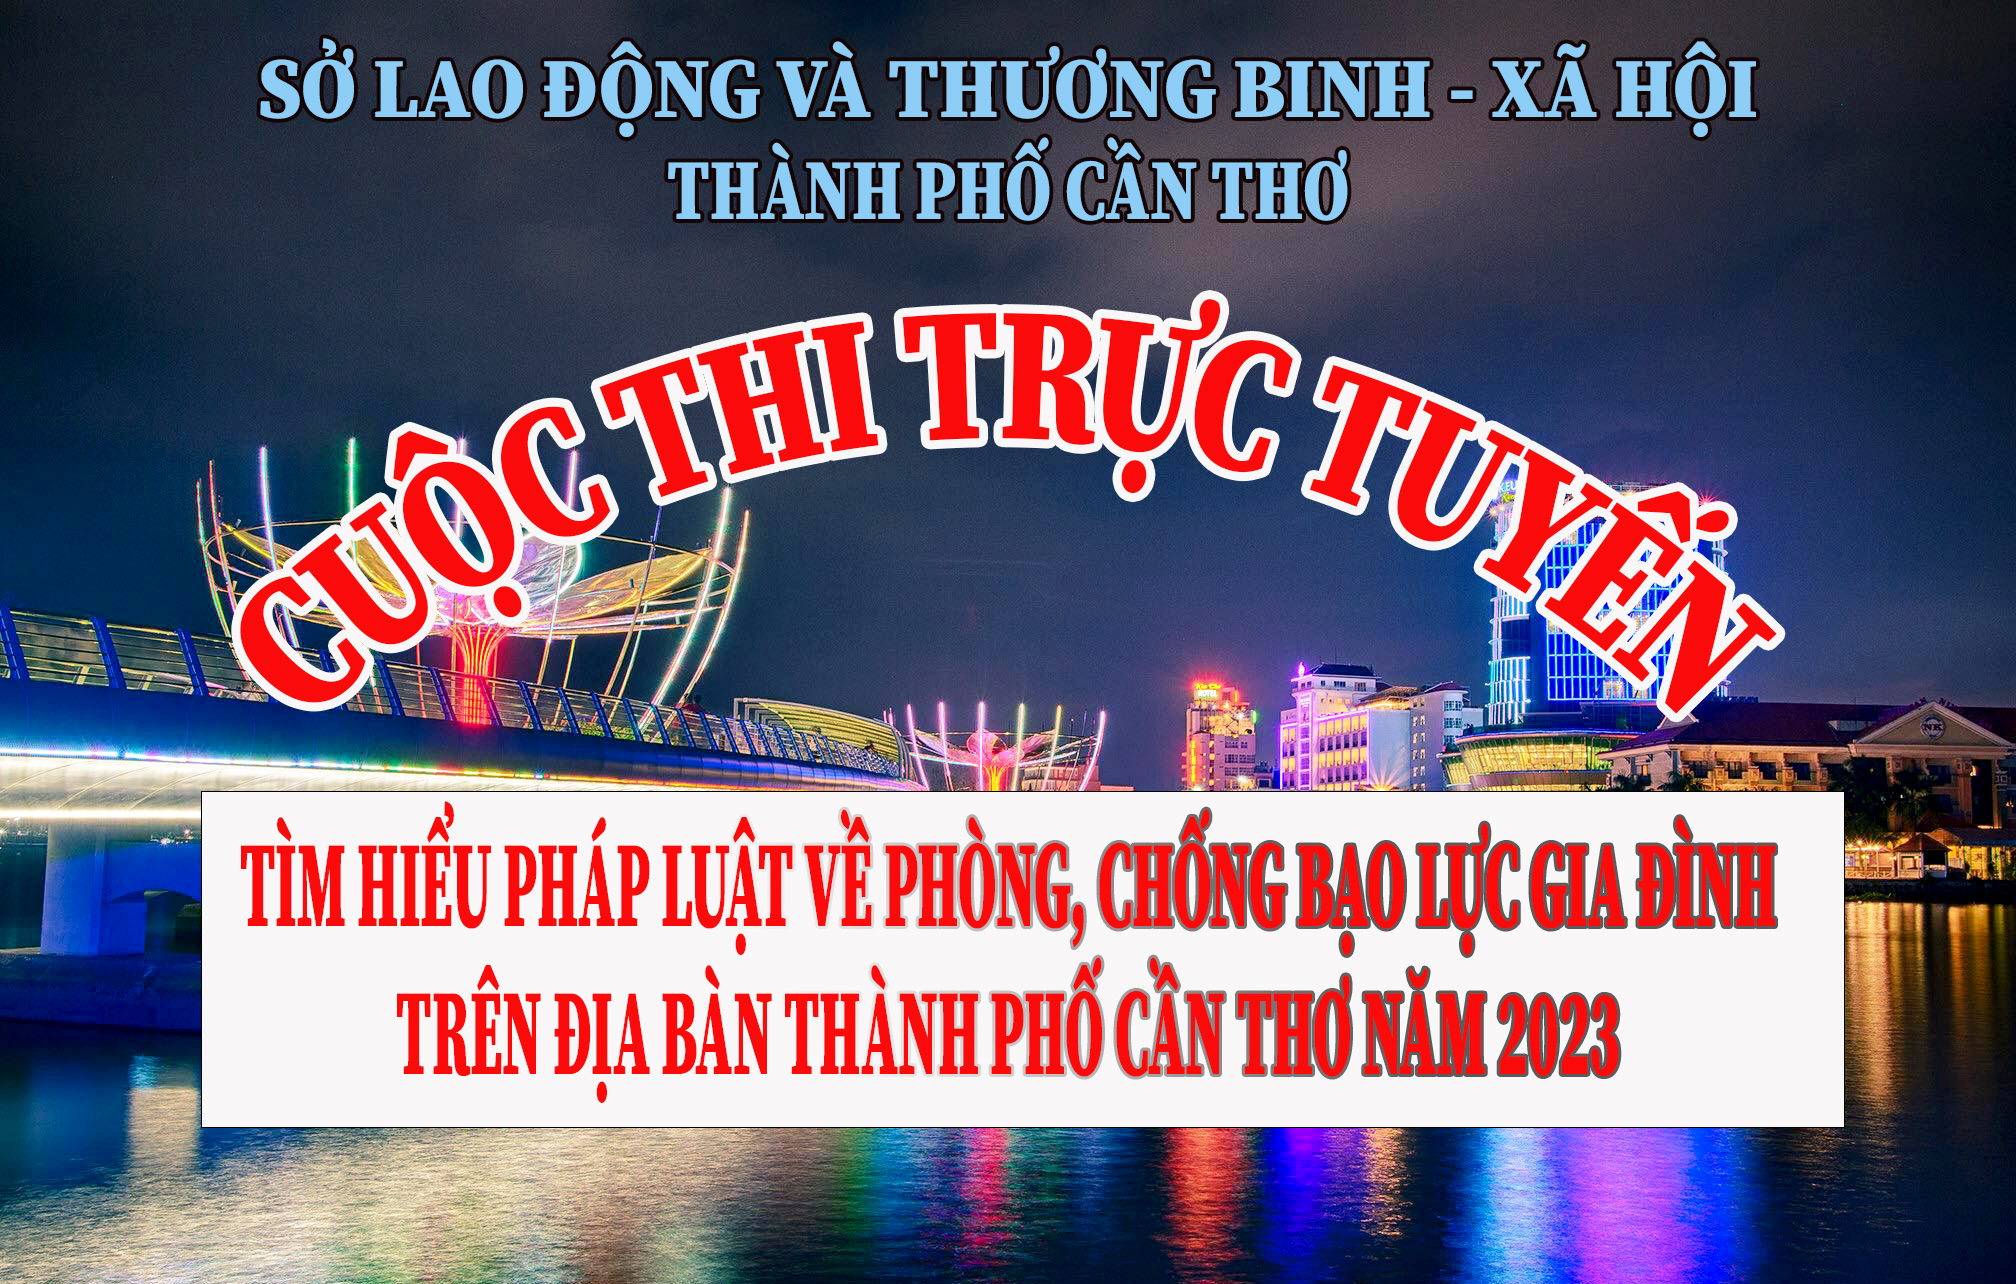 SỞ LAO ĐỘNG VÀ THƯƠNG BINH - XÃ HỘI
THÀNH PHỐ CẦN THƠ
CUỘC THI TRỰC TUYẾN
HOTEL
TÌM HIỂU PHÁP LUẬT VỀ PHÒNG, CHỐNG BẠO LỰC GIA ĐÌNH
TRÊN ĐỊA BÀN THÀNH PHỐ CẦN THƠ NĂM 2023